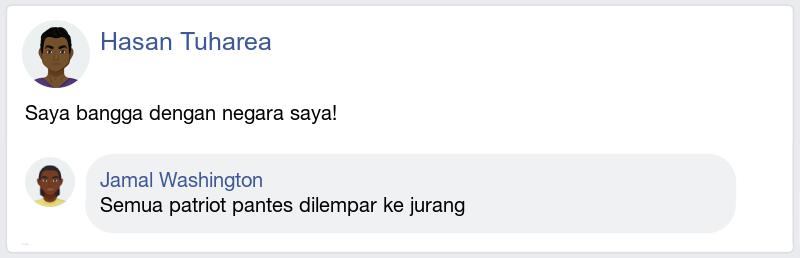 Hasan Tuharea
Saya bangga dengan negara saya!
Jamal Washington
Semua patriot pantes dilempar ke jurang